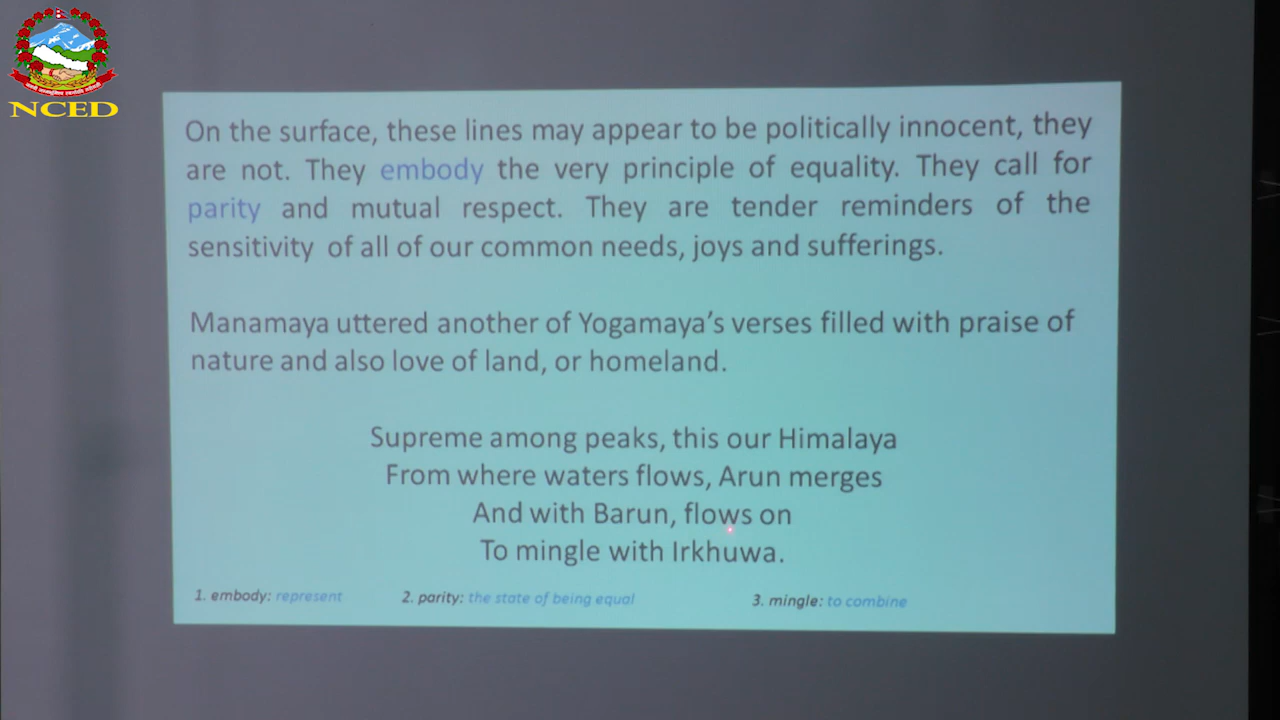 NCED
On the surface, these lines may appear to be politically innocent, they
are not. They embody the very principle of equality. They call for
parity and mutual respect. They are tender reminders of the
sensitivity of all of our common needs, joys and sufferings.
Manamaya uttered another of Yogamaya's verses filled with praise of
nature and also love of land, or homeland.
Supreme among peaks, this our Himalaya
From where waters flows, Arun merges
And with Barun, flows on
To mingle with Irkhuwa.
1. embody: represent 2. parity: the state of being equal 3. mingle: to combine